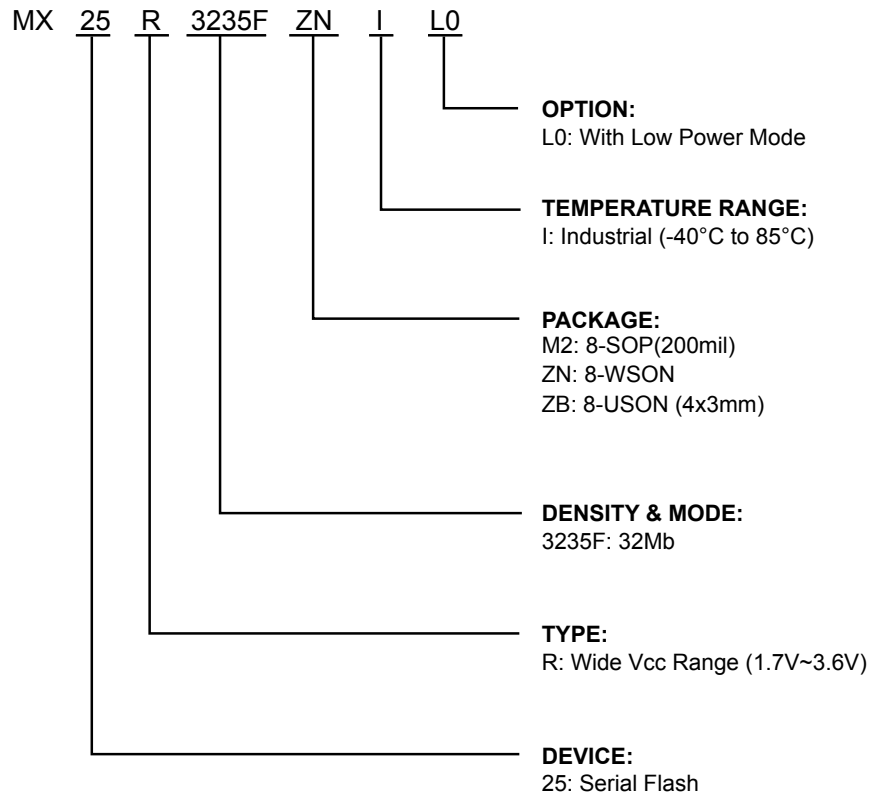 MX 25 R 3235F ZN I L0
OPTION:
L0: With Low Power Mode
TEMPERATURE RANGE:
I: Industrial (-40°C to 85°C)
PACKAGE:
M2: 8-SOP(200mil)
ZN: 8-WSON
ZB: 8-USON (4x3mm)
DENSITY & MODE:
3235F: 32Mb
TYPE:
R: Wide Vcc Range (1.7V~3.6V)
DEVICE:
25: Serial Flash